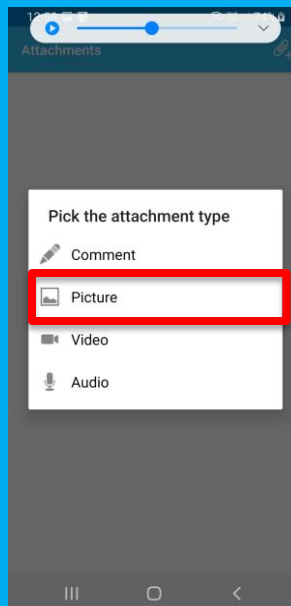 Attachments
Pick the attachment type
Comment
Picture
Video
Audio